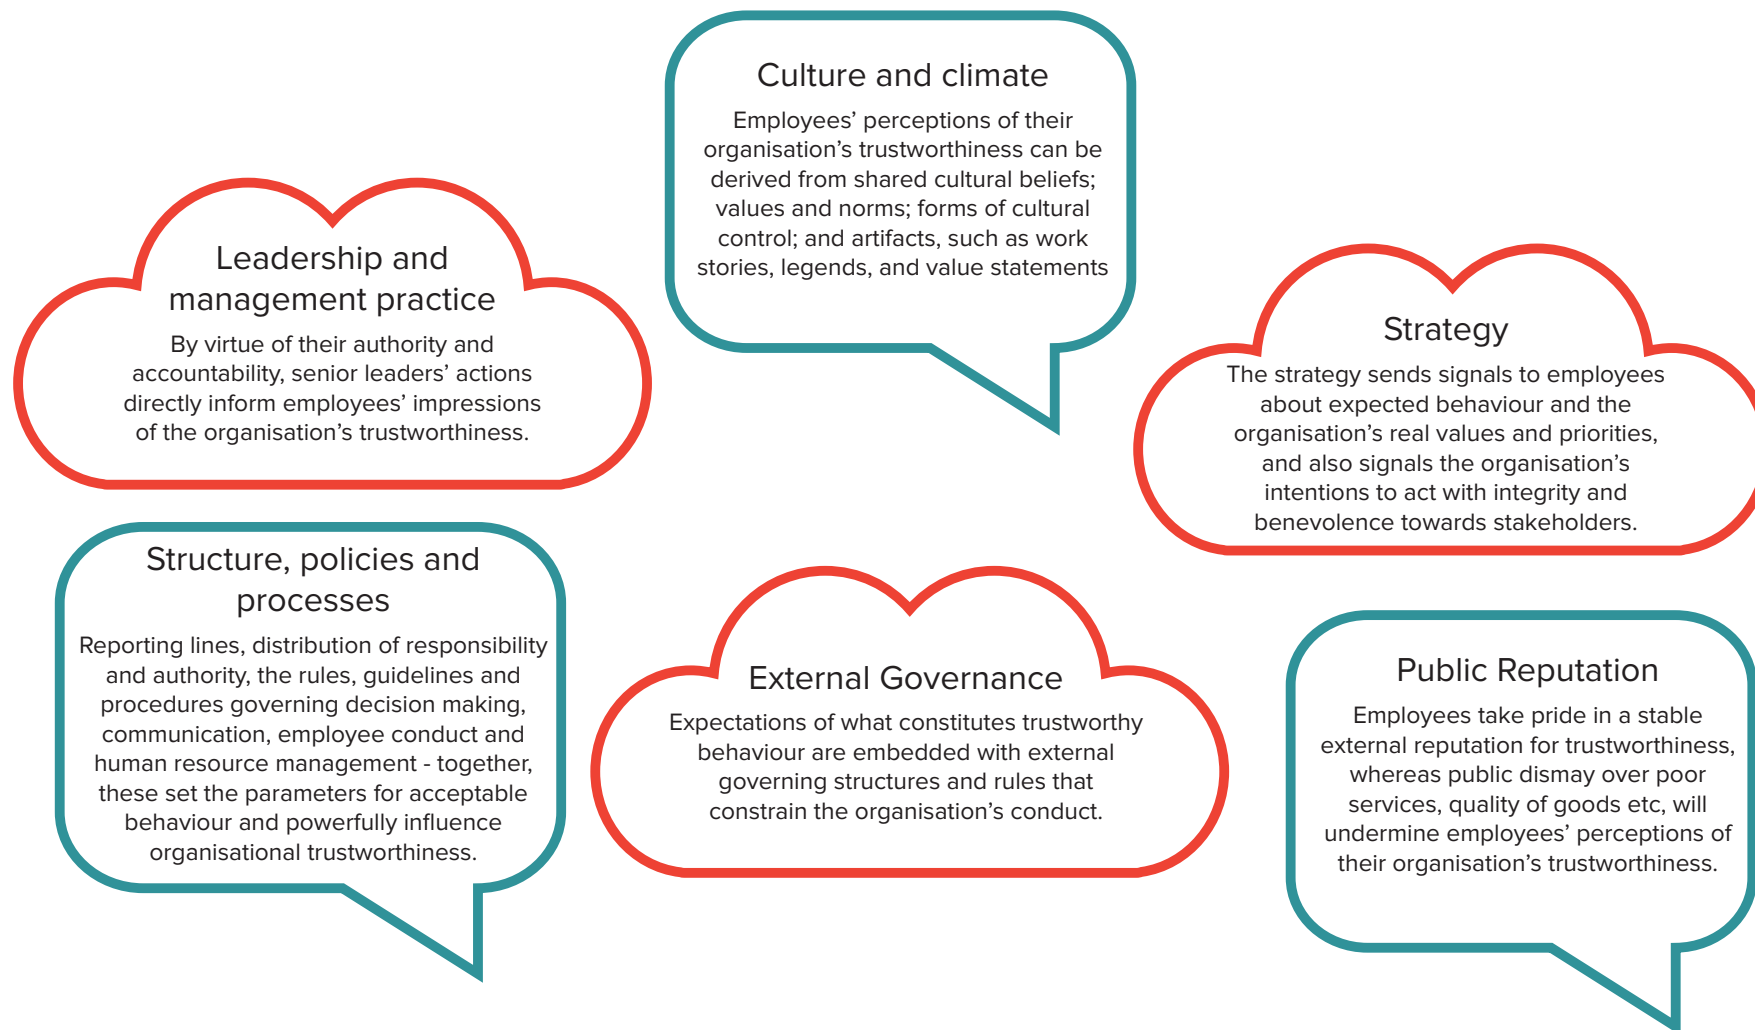 Culture and climate
Employees’ perceptions of their
organisation’s trustworthiness can be
derived from shared cultural beliefs;
values and norms; forms of cultural
control; and artifacts, such as work
stories, legends, and value statements
Leadership and
management practice
By virtue of their authority and
accountability, senior leaders’ actions
directly inform employees’ impressions
of the organisation’s trustworthiness.
Strategy
The strategy sends signals to employees
about expected behaviour and the
organisation’s real values and priorities,
and also signals the organisation’s
intentions to act with integrity and
benevolence towards stakeholders.
Structure, policies and
processes
Reporting lines, distribution of responsibility
and authority, the rules, guidelines and
procedures governing decision making,
communication, employee conduct and
human resource management - together,
these set the parameters for acceptable
behaviour and powerfully influence
organisational trustworthiness.
External Governance
Expectations of what constitutes trustworthy
behaviour are embedded with external
governing structures and rules that
constrain the organisation’s conduct.
Public Reputation
Employees take pride in a stable
external reputation for trustworthiness,
whereas public dismay over poor
services, quality of goods etc, will
undermine employees’ perceptions of
their organisation’s trustworthiness.